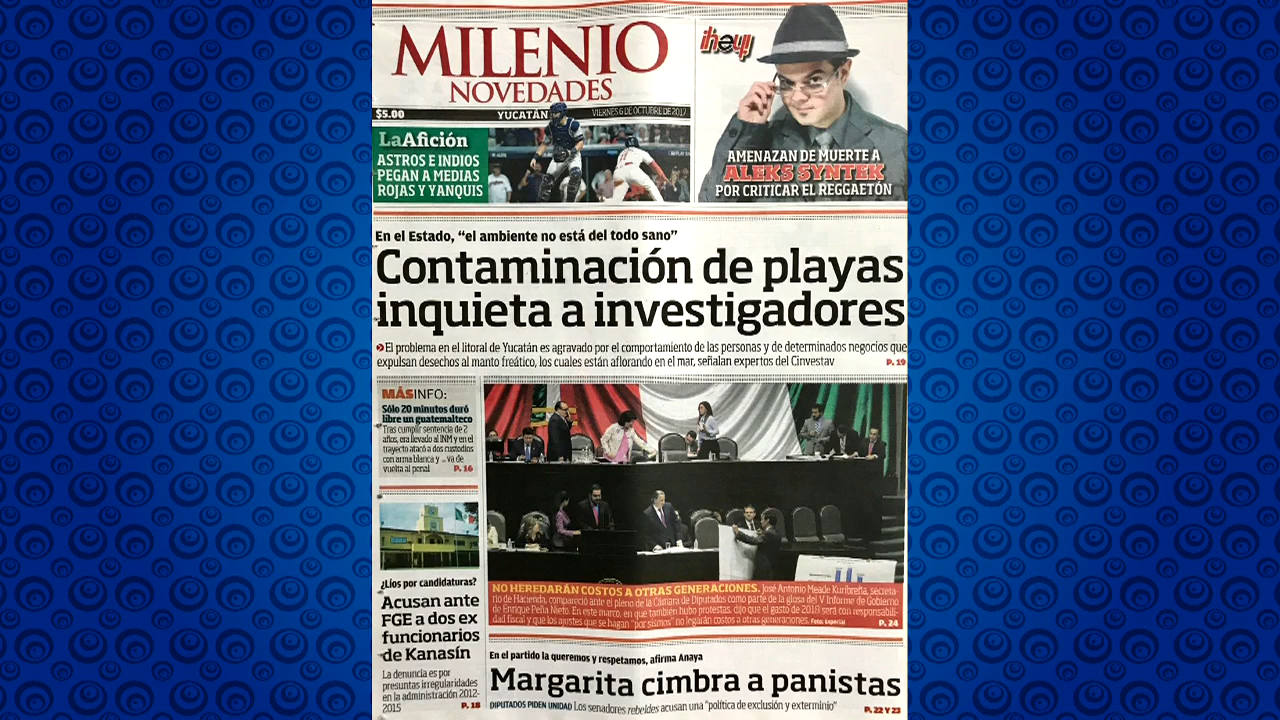 MILENIO
NOVEDADES
$5.00 YUCATÁN VIERNES 6 DE OCTUBRE DE 2017
LaAfición
ASTROS E INDIOS
PEGAN A MEDIAS
ROJAS Y YANQUIS
¡hey!
AMENAZAN DE MUERTE A
ALEKS SYNTEK
POR CRITICAR EL REGGAETÓN
En el Estado, “el ambiente no está del todo sano”
Contaminación de playas
inquieta a investigadores
El problema en el litoral de Yucatán es agravado por el comportamiento de las personas y de determinados negocios que
expulsan desechos al manto freático, los cuales están aflorando en el mar, señalan expertos del Cinvestav P. 19
MÁSINFO:
Sólo 20 minutos duró
libre un guatemalteco
Tras cumplir sentencia de 2
años, era llevado al INM y en el
trayecto atacó a dos custodios
con arma blanca y ... va de
vuelta al penal P. 16
¿Líos por candidaturas?
Acusan ante
FGE a dos ex
funcionarios
de Kanasín
La denuncia es por
presuntas irregularidades
en la administración 2012-
2015 P. 18
NO HEREDARÁN COSTOS A OTRAS GENERACIONES. José Antonio Meade Kuribreña, secreta-
rio de Hacienda, compareció ante el pleno de la Cámara de Diputados como parte de la glosa del V Informe de Gobierno
de Enrique Peña Nieto. En este marco, en que también hubo protestas, dijo que el gasto de 2018 será con responsabili-
dad fiscal y que los ajustes que se hagan “por sismos” no legarán costos a otras generaciones. Foto: Especial P. 24
En el partido la queremos y respetamos, afirma Anaya
Margarita cimbra a panistas
DIPUTADOS PIDEN UNIDAD Los senadores rebeldes acusan una “política de exclusión y exterminio” P. 22 Y 23